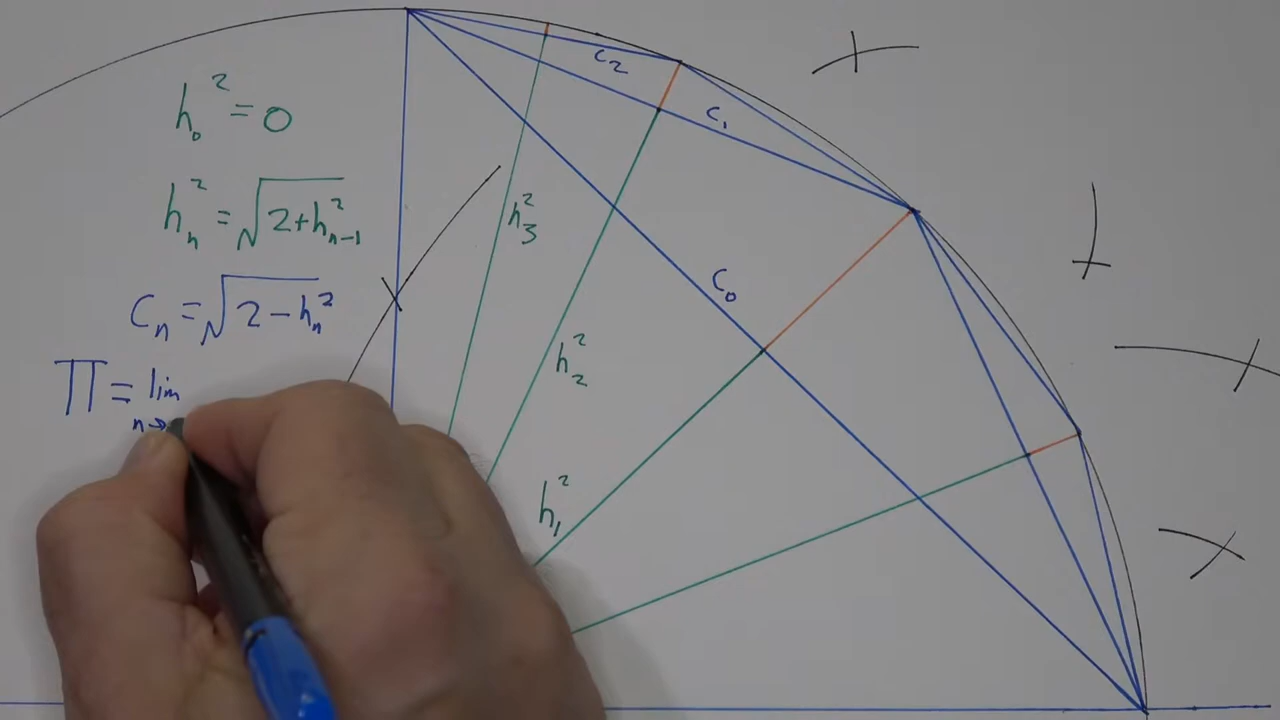 h₀² = 0
hₙ² = √(2+hₙ₋₁²)
Cₙ = √(2-hₙ²)
π = lim
n→
C₂
C₁
h₃²
C₀
h₂²
h₁²